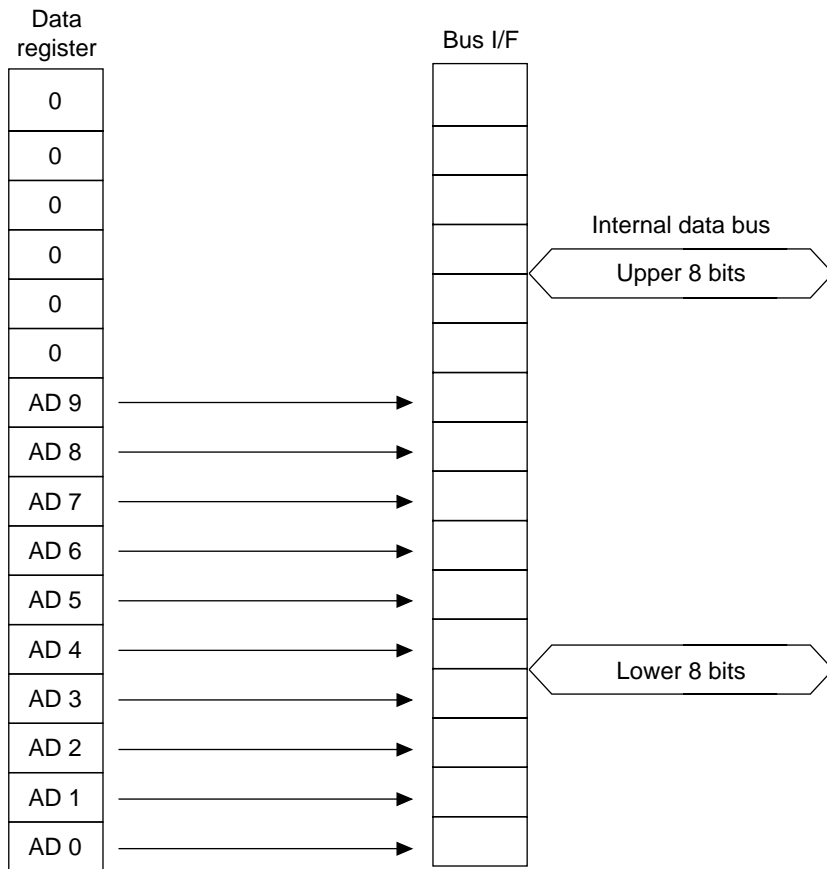 Data
register
Bus I/F
0
0
0
0
0
0
AD 9
AD 8
AD 7
AD 6
AD 5
AD 4
AD 3
AD 2
AD 1
AD 0
Internal data bus
Upper 8 bits
Lower 8 bits